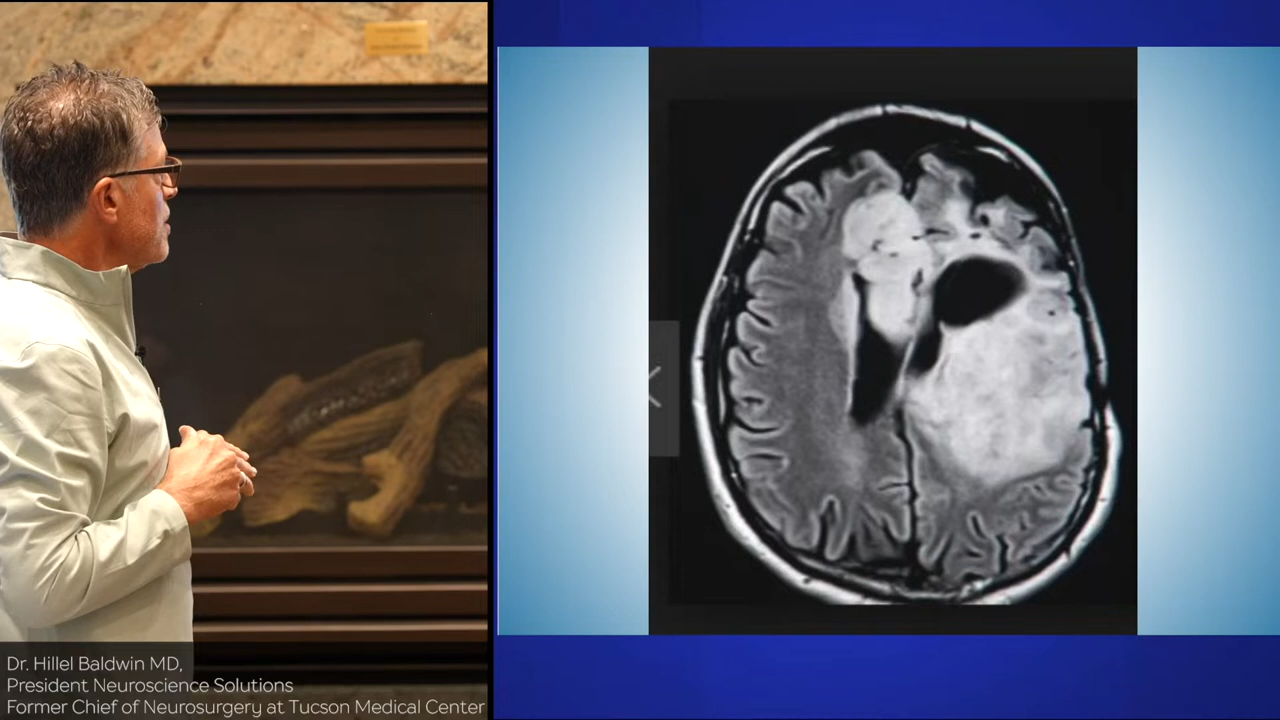 Dr. Hillel Baldwin MD,
President Neuroscience Solutions
Former Chief of Neurosurgery at Tucson Medical Center